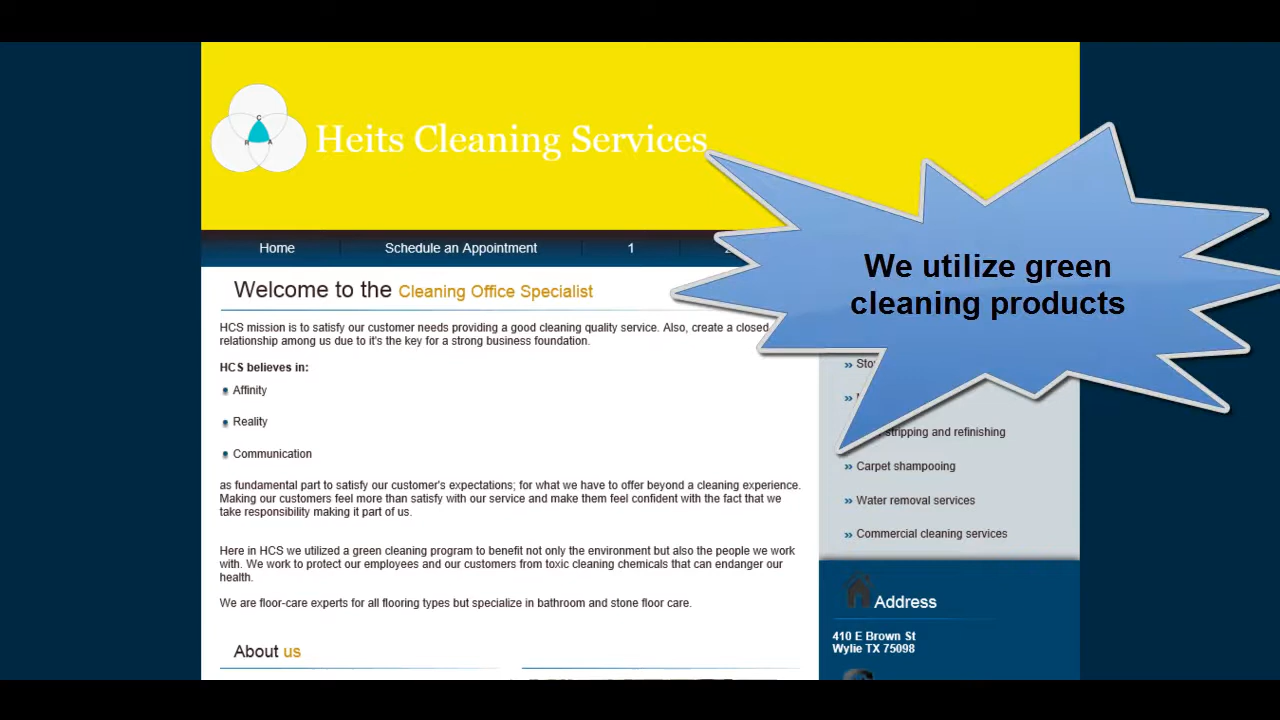 C
R A
Heits Cleaning Services
Home
Schedule an Appointment
1
We utilize green
cleaning products
Welcome to the Cleaning Office Specialist
HCS mission is to satisfy our customer needs providing a good cleaning quality service. Also, create a closed
relationship among us due to it's the key for a strong business foundation.
HCS believes in:
Affinity
Reality
Communication
as fundamental part to satisfy our customer's expectations; for what we have to offer beyond a cleaning experience.
Making our customers feel more than satisfy with our service and make them feel confident with the fact that we
take responsibility making it part of us.
Here in HCS we utilized a green cleaning program to benefit not only the environment but also the people we work
with. We work to protect our employees and our customers from toxic cleaning chemicals that can endanger our
health.
We are floor-care experts for all flooring types but specialize in bathroom and stone floor care.
About us
stripping and refinishing
Carpet shampooing
Water removal services
Commercial cleaning services
Address
410 E Brown St
Wylie TX 75098